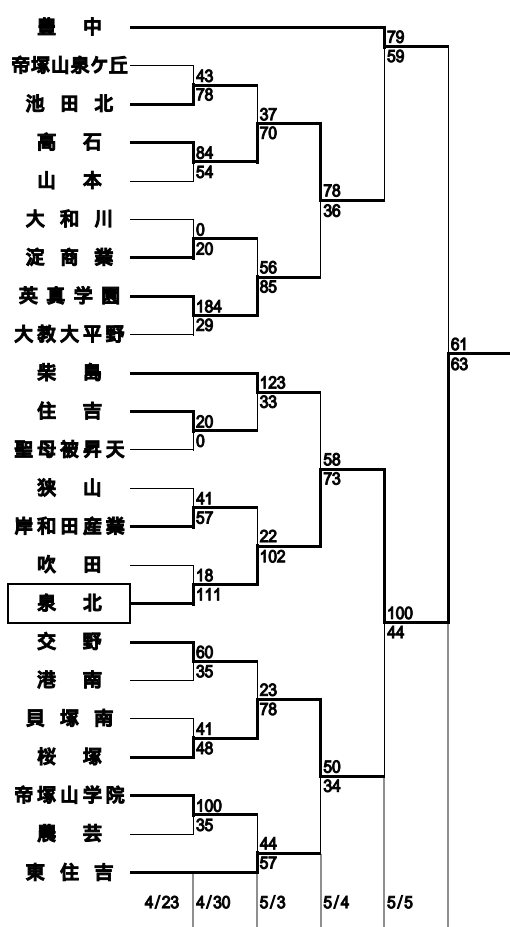 豊中
79
59
帝塚山泉ケ丘
43
78
池田北
37
70
高石
84
54
山本
78
36
大和川
0
20
淀商業
56
85
英真学園
184
29
大教大平野
61
63
柴島
123
33
住吉
20
0
聖母被昇天
58
73
狭山
41
57
岸和田産業
22
102
吹田
18
111
泉北
100
44
交野
60
35
港南
23
78
貝塚南
41
48
桜塚
50
34
帝塚山学院
100
35
農芸
44
57
東住吉
4/23 4/30 5/3 5/4 5/5